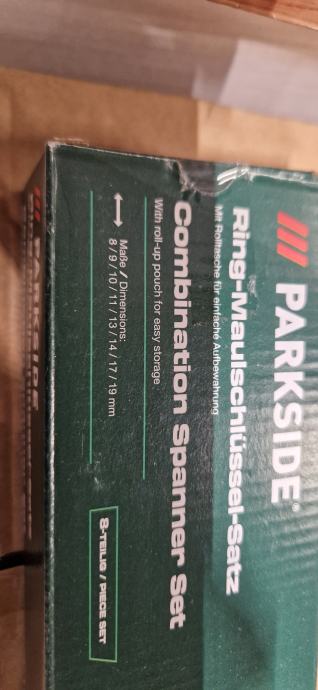 PARKSIDE®
Ring-Maulschlüssel-Satz
Mit Rolltasche für einfache Aufbewahrung
Combination Spanner Set
With roll-up pouch for easy storage
Maße / Dimensions:
8 / 9 / 10 / 11 / 13 / 14 / 17 / 19 mm
8-TEILIG / PIECE SET
PARKSIDE